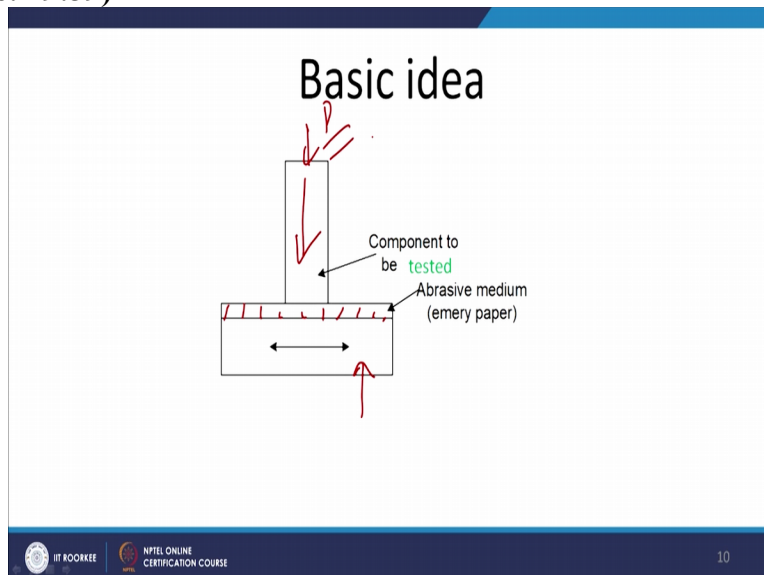 Basic idea
P
Component to
be tested
Abrasive medium
(emery paper)
IIT ROORKEE
NPTEL ONLINE
CERTIFICATION COURSE
10